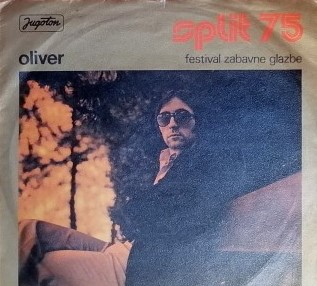 Jugoton
split 75
oliver
festival zabavne glazbe